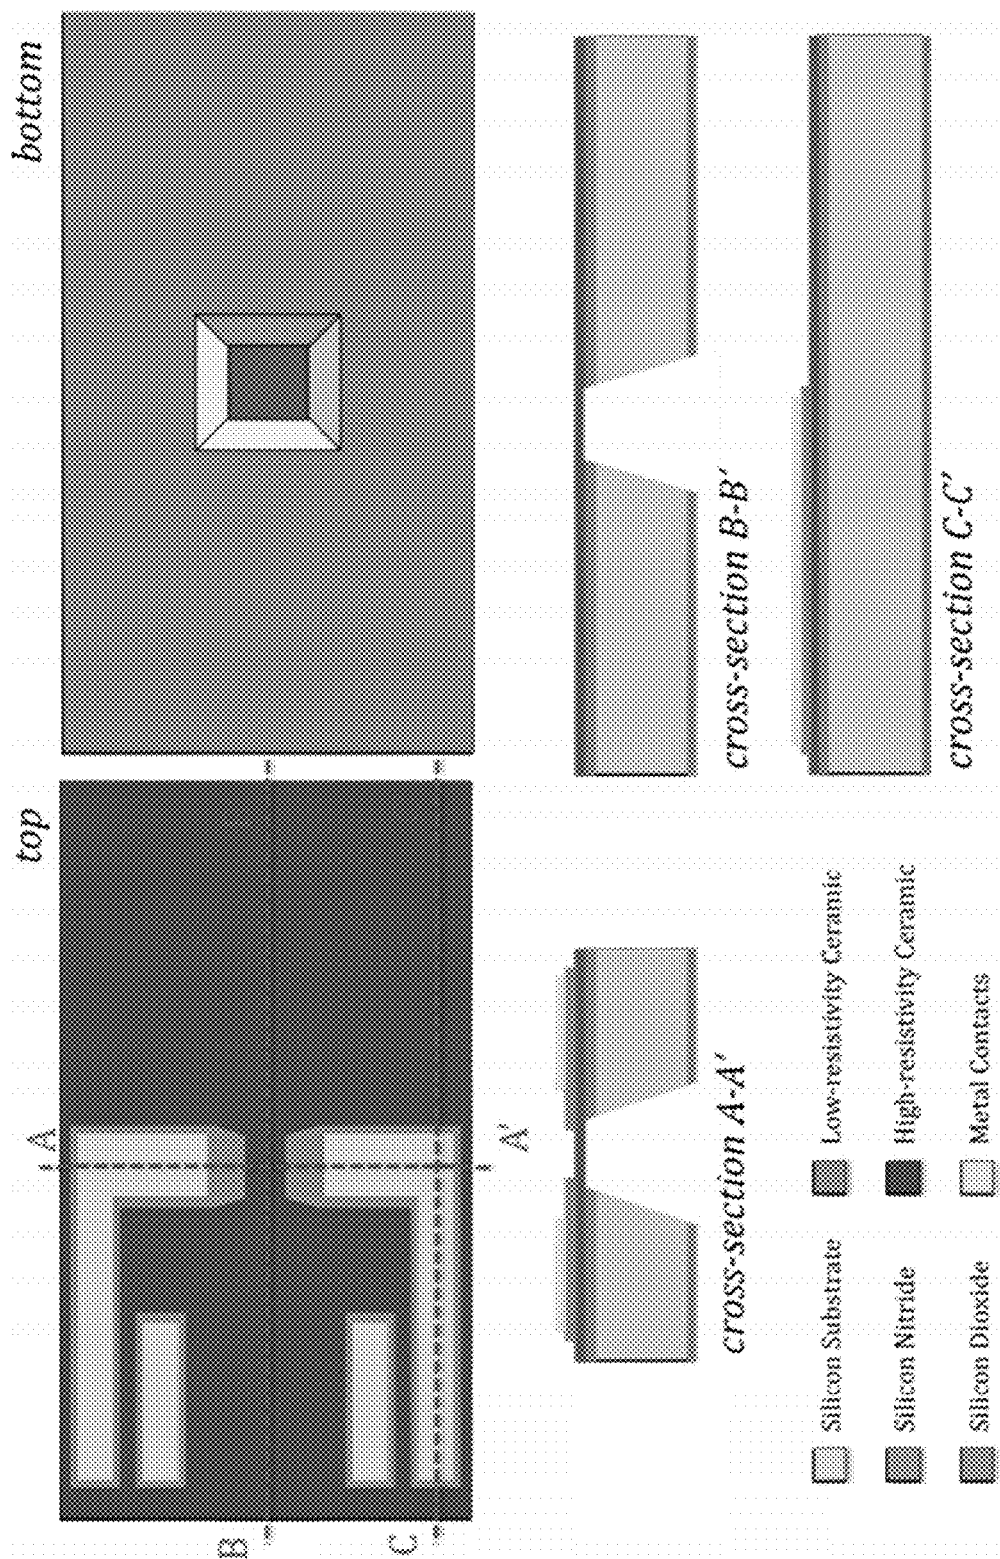 top
bottom
A
A'
B
C
cross-section A-A'
cross-section B-B'
cross-section C-C'
Silicon Substrate
Low-resistivity Ceramic
Silicon Nitride
High-resistivity Ceramic
Silicon Dioxide
Metal Contacts